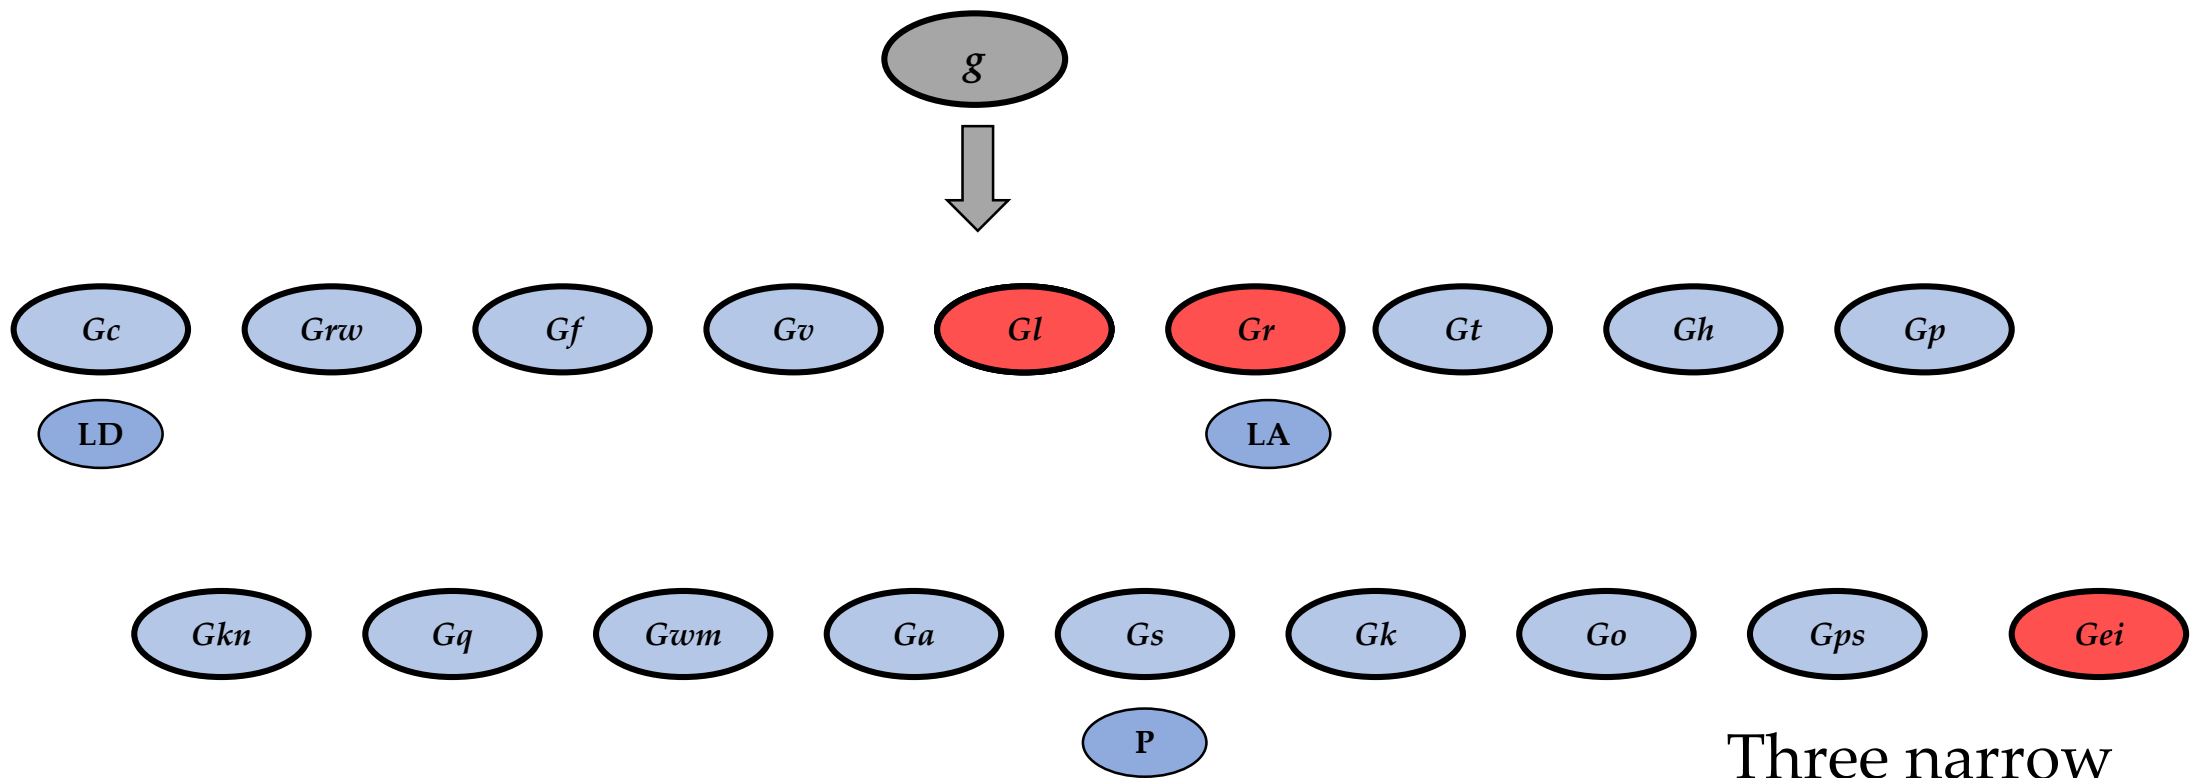 g
Gc Grw Gf Gv Gl Gr Gt Gh Gp
LD LA
Gkn Gq Gwm Ga Gs Gk Go Gps Gei
P
Three narrow